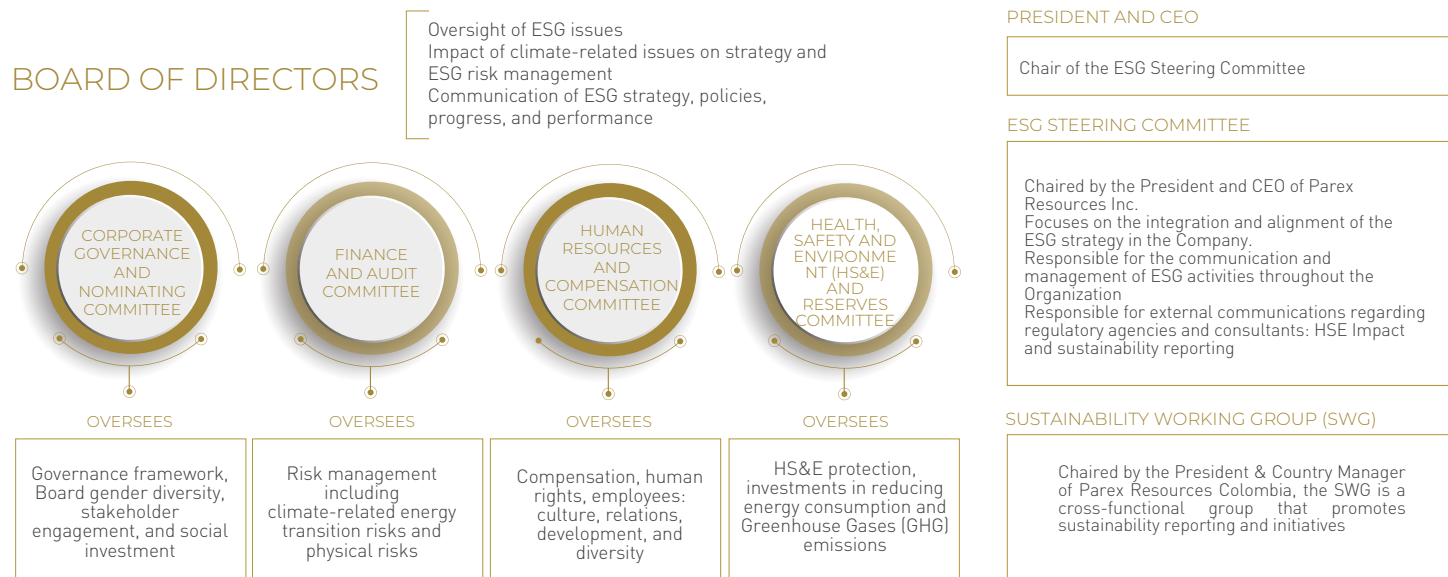 BOARD OF DIRECTORS
Oversight of ESG issues
Impact of climate-related issues on strategy and
ESG risk management
Communication of ESG strategy, policies,
progress, and performance
CORPORATE
GOVERNANCE
AND
NOMINATING
COMMITTEE
OVERSEES
Governance framework,
Board gender diversity,
stakeholder
engagement, and social
investment
FINANCE
AND AUDIT
COMMITTEE
OVERSEES
Risk management
including
climate-related energy
transition risks and
physical risks
HUMAN
RESOURCES
AND
COMPENSATION
COMMITTEE
OVERSEES
Compensation, human
rights, employees:
culture, relations,
development, and
diversity
HEALTH,
SAFETY AND
ENVIRONME
NT (HS&E)
AND
RESERVES
COMMITTEE
OVERSEES
HS&E protection,
investments in reducing
energy consumption and
Greenhouse Gases (GHG)
emissions
PRESIDENT AND CEO
Chair of the ESG Steering Committee
ESG STEERING COMMITTEE
Chaired by the President and CEO of Parex
Resources Inc.
Focuses on the integration and alignment of the
ESG strategy in the Company.
Responsible for the communication and
management of ESG activities throughout the
Organization
Responsible for external communications regarding
regulatory agencies and consultants: HSE Impact
and sustainability reporting
SUSTAINABILITY WORKING GROUP (SWG)
Chaired by the President & Country Manager
of Parex Resources Colombia, the SWG is a
cross-functional group that promotes
sustainability reporting and initiatives